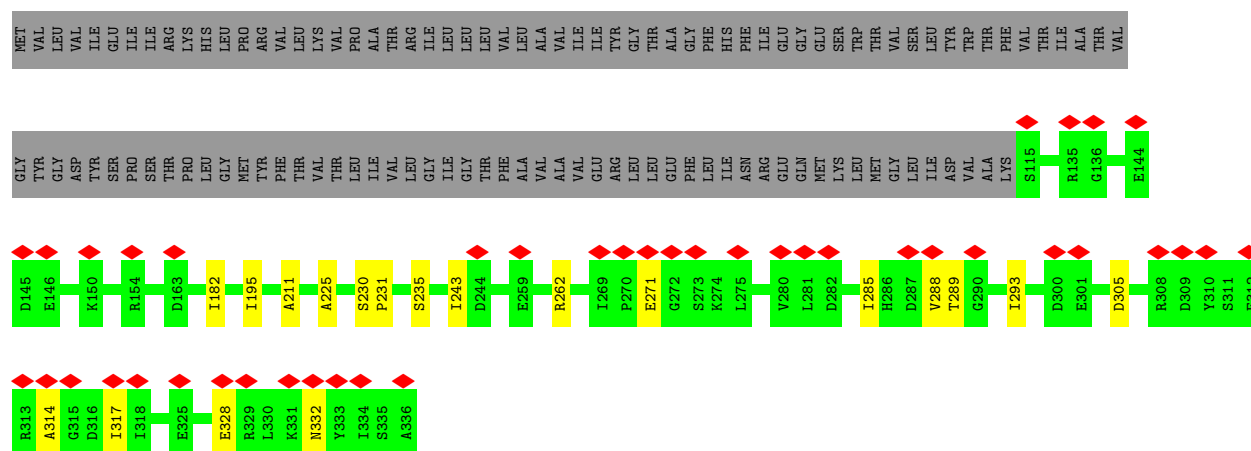 MET VAL LEU VAL ILE GLU ILE ILE ARG LYS HIS LEU PRO ARG VAL LEU LYS VAL PRO ALA THR ARG ILE LEU LEU LEU VAL LEU ALA VAL ILE ILE TYR GLY THR ALA GLY PHE HIS PHE ILE GLU GLY GLU SER TRP THR VAL SER LEU TYR TRP THR PHE VAL THR ILE ALA THR VAL
GLY TYR GLY ASP TYR SER PRO SER THR PRO LEU GLY MET TYR PHE THR VAL THR LEU ILE VAL LEU GLY ILE GLY THR PHE ALA VAL ALA VAL GLU ARG LEU LEU GLU PHE LEU ILE ASN ARG GLU GLN MET LYS LEU MET GLY LEU ILE ASP VAL ALA LYS S115 R135 G136 E144
D145 E146 K150 R154 D163 I182 I195 A211 A225 S230 P231 S235 I243 D244 E259 R262 I269 P270 E271 G272 S273 K274 L275 V280 L281 D282 I285 H286 D287 V288 T289 G290 I293 D300 E301 D305 R308 D309 Y310 S311
R313 A314 G315 D316 I317 I318 E325 E328 R329 L330 K331 N332 Y333 I334 S335 A336